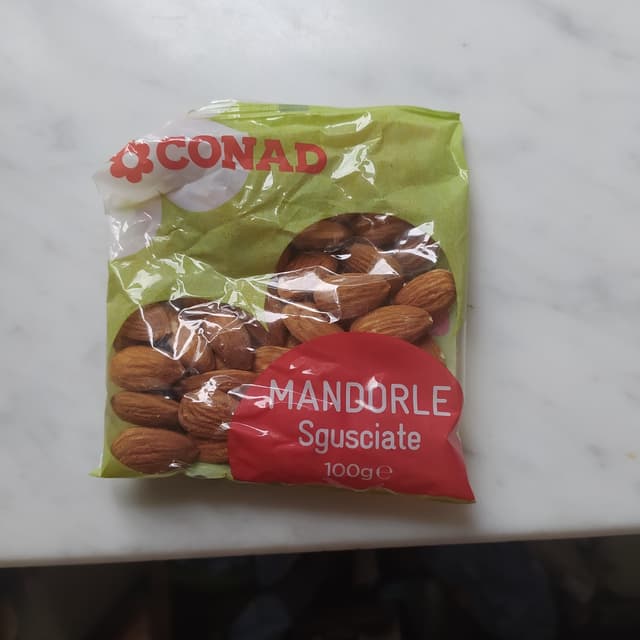 CONAD
MANDORLE
Sgusciate
100g℮